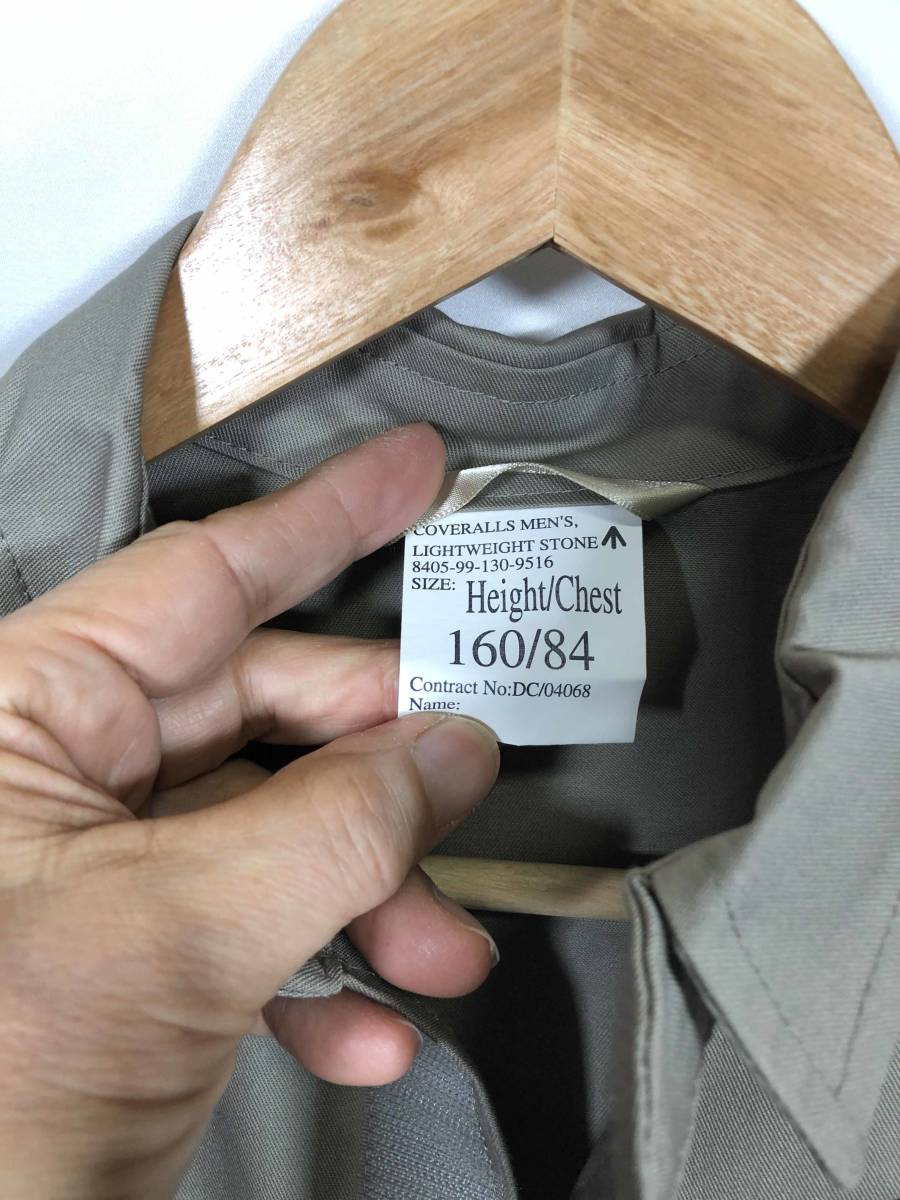 COVERALLS MEN'S,
LIGHTWEIGHT STONE
8405-99-130-9516
SIZE: Height/Chest
160/84
Contract No:DC/04068
Name: